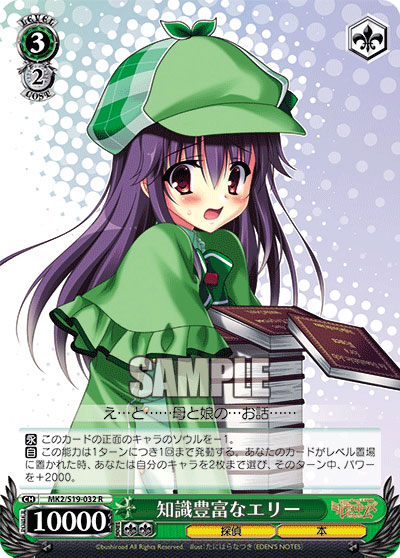 LEVEL
3
2
COST
SAMPLE
え…と……母と娘の…お話……
永 このカードの正面のキャラのソウルを－1。
自 この能力は1ターンにつき1回まで発動する。あなたのカードがレベル置場
に置かれた時、あなたは自分のキャラを2枚まで選び、そのターン中、パワー
を＋2000。
CH MK2/S19-032 R
10000
知識豊富なエリー
探偵 本
©bushiroad All Rights Reserved. illust:/たにはらなつき(EDEN'S NOTES)